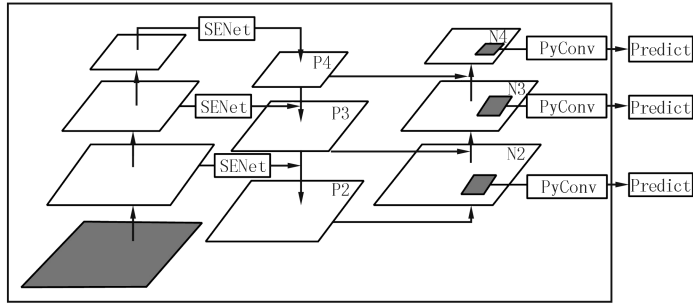 SENet
N4
PyConv
Predict
P4
SENet
P3
N3
PyConv
Predict
SENet
P2
N2
PyConv
Predict